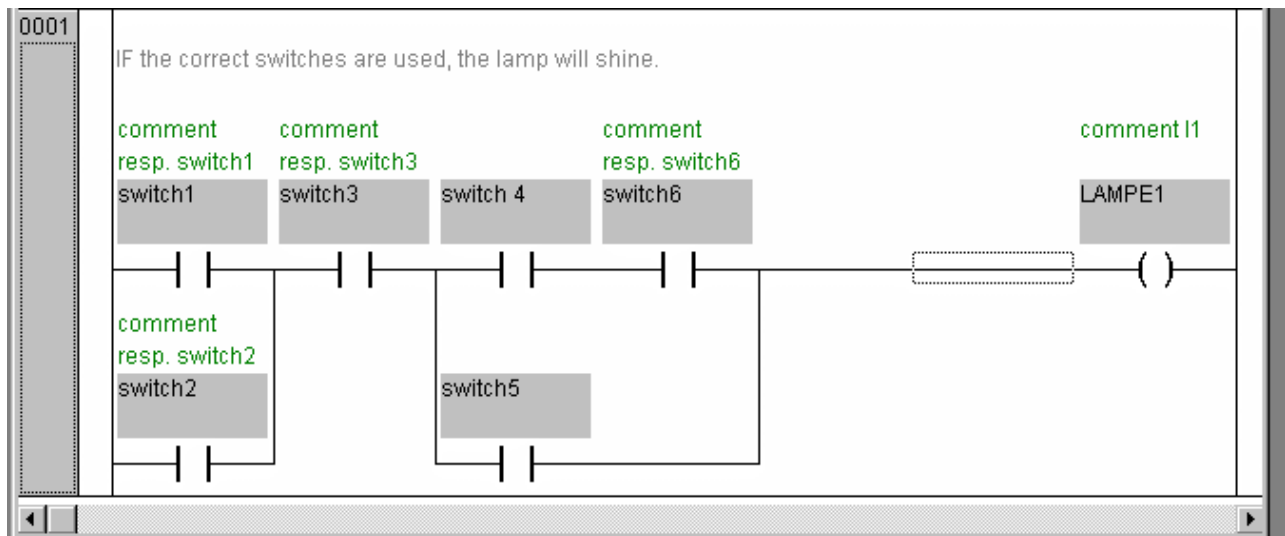 0001
IF the correct switches are used, the lamp will shine.
comment comment comment comment l1
resp. switch1 resp. switch3 resp. switch6
switch1 switch3 switch 4 switch6 LAMPE1
comment
resp. switch2
switch2 switch5